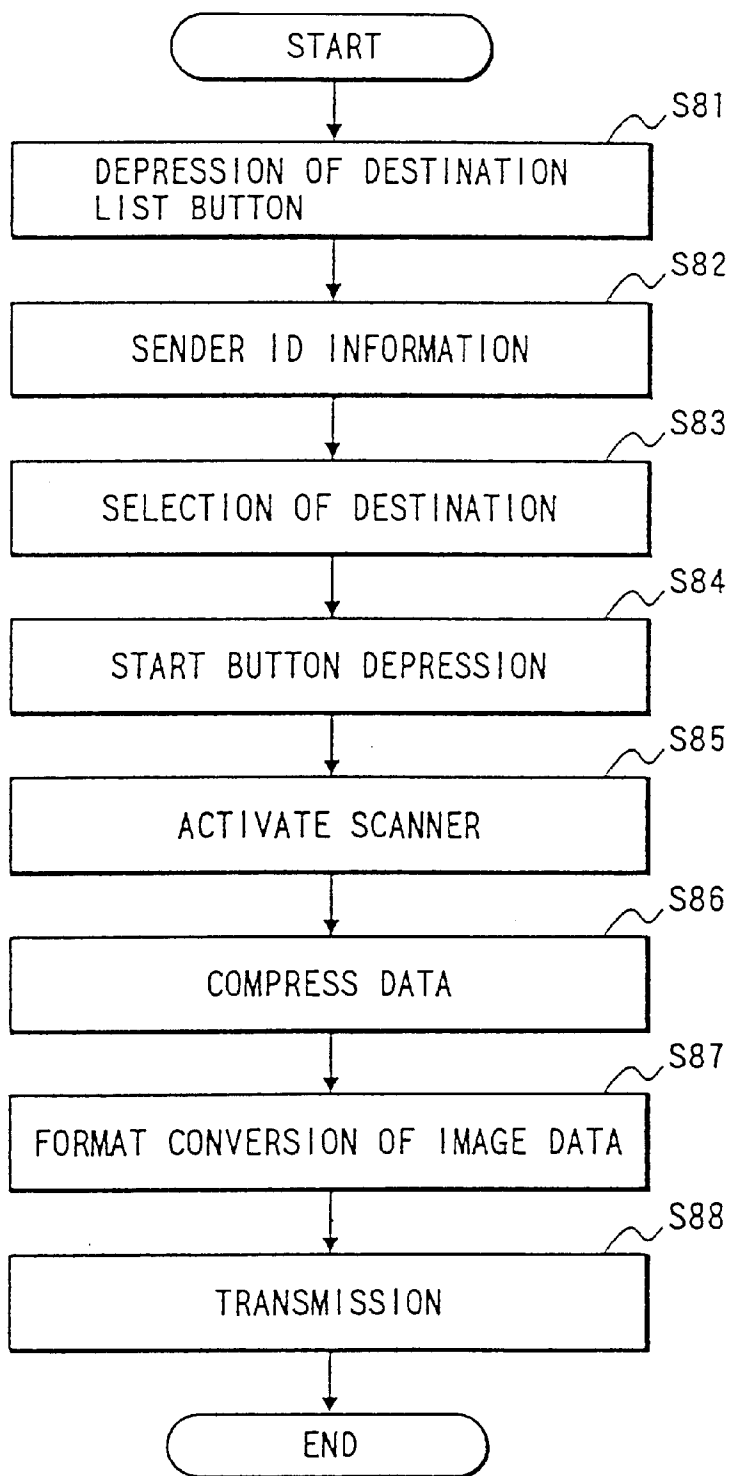 START
S81
DEPRESSION OF DESTINATION
LIST BUTTON
S82
SENDER ID INFORMATION
S83
SELECTION OF DESTINATION
S84
START BUTTON DEPRESSION
S85
ACTIVATE SCANNER
S86
COMPRESS DATA
S87
FORMAT CONVERSION OF IMAGE DATA
S88
TRANSMISSION
END